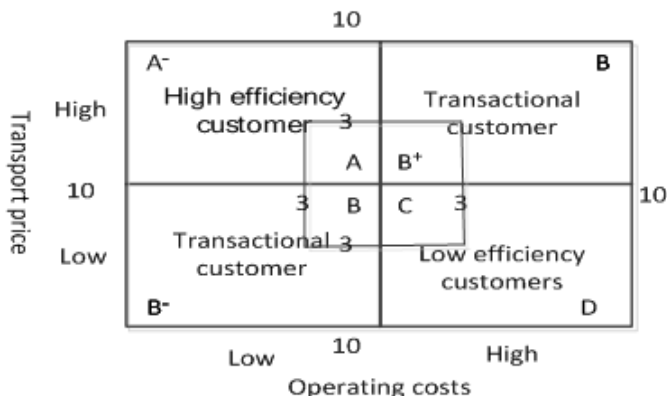 10
A⁻
B
High efficiency
customer
Transactional
customer
High
3
A
B⁺
10
3
B
C
3
10
Transport price
Low
Transactional
customer
3
Low efficiency
customers
B⁻
D
10
Low
High
Operating costs